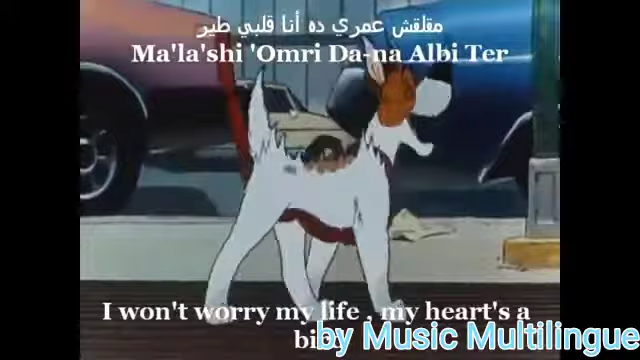 مقلقش عمري ده أنا قلبي طير
Ma'la'shi 'Omri Da-na Albi Ter
I won't worry my life , my heart's a
by Music Multilingue